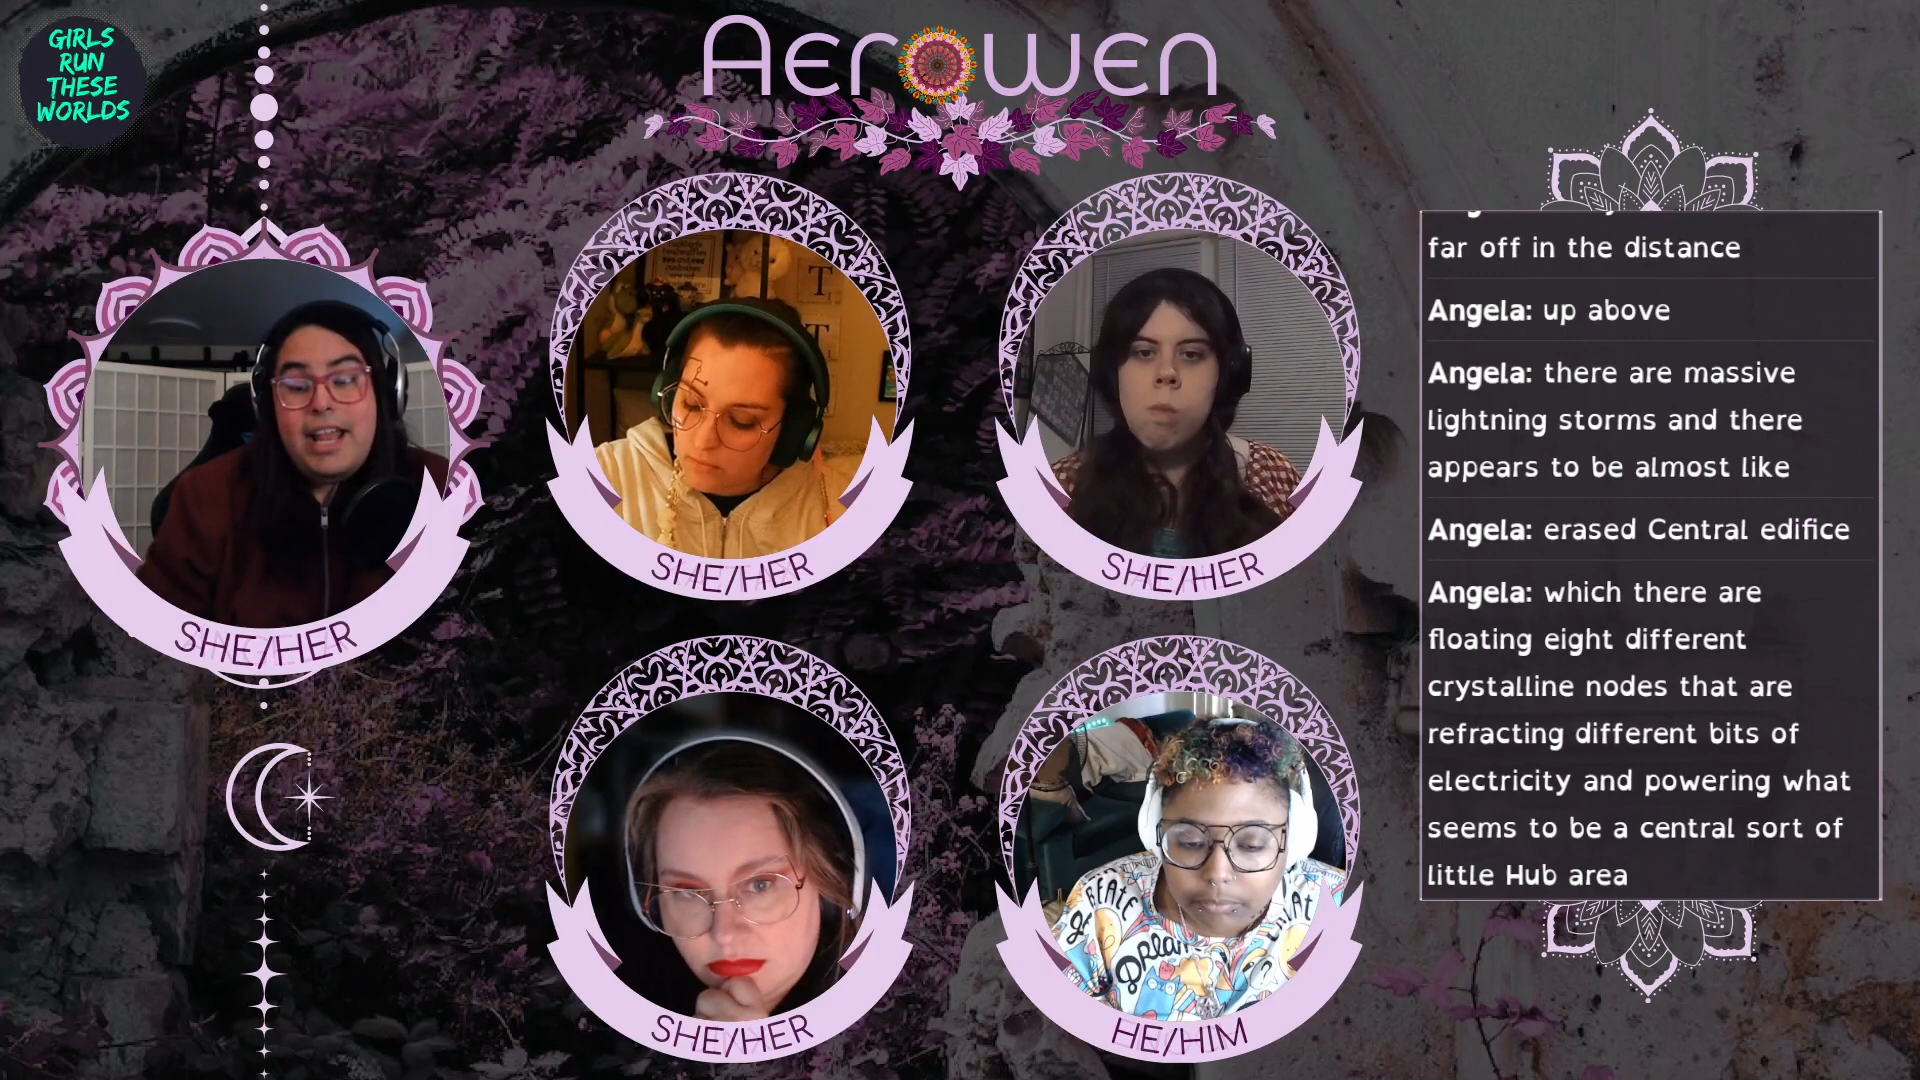 GIRLS
RUN
THESE
WORLDS
Aerowen
T
T
SHE/HER
SHE/HER
SHE/HER
SHE/HER
HE/HIM
far off in the distance
Angela: up above
Angela: there are massive
lightning storms and there
appears to be almost like
Angela: erased Central edifice
Angela: which there are
floating eight different
crystalline nodes that are
refracting different bits of
electricity and powering what
seems to be a central sort of
little Hub area